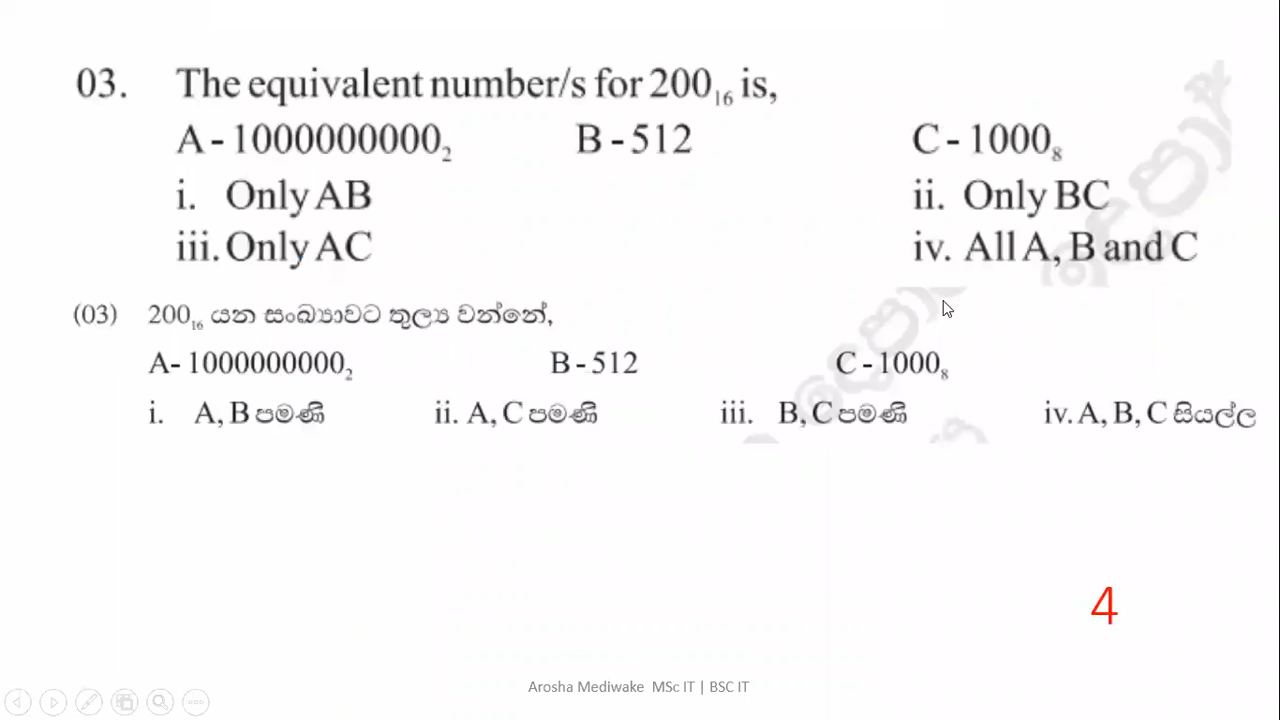 03. The equivalent number/s for 200₁₆ is,
A - 1000000000₂ B - 512 C - 1000₈
i. Only AB ii. Only BC
iii. Only AC iv. All A, B and C
(03) 200₁₆ යන සංඛ්‍යාවට තුල්‍ය වන්නේ,
A- 1000000000₂ B - 512 C - 1000₈
i. A, B පමණි ii. A, C පමණි iii. B, C පමණි iv. A, B, C සියල්ල
4
Arosha Mediwake MSc IT | BSC IT